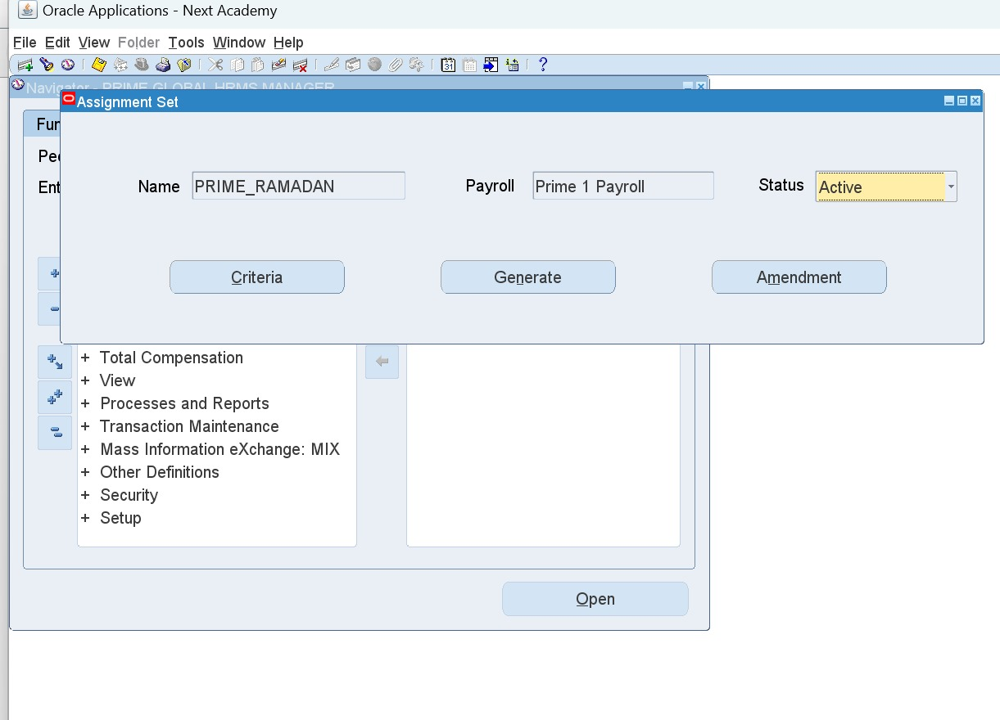 Oracle Applications - Next Academy
File Edit View Folder Tools Window Help
31 ?
Navigator - PRIME GLOBAL HRMS MANAGER
Assignment Set
Fun
Pe
Ent
Name PRIME_RAMADAN Payroll Prime 1 Payroll Status Active
Criteria Generate Amendment
+ Total Compensation
+ View
+ Processes and Reports
+ Transaction Maintenance
+ Mass Information eXchange: MIX
+ Other Definitions
+ Security
+ Setup
Open